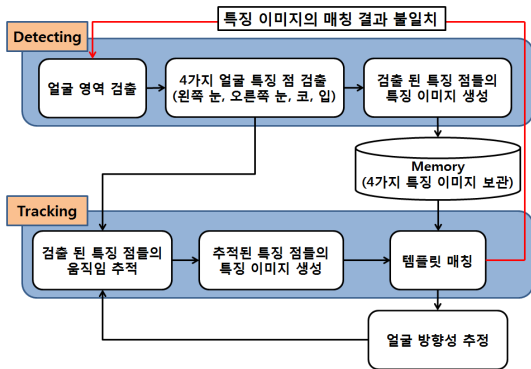 특징 이미지의 매칭 결과 불일치
Detecting
얼굴 영역 검출
4가지 얼굴 특징 점 검출
(왼쪽 눈, 오른쪽 눈, 코, 입)
검출 된 특징 점들의
특징 이미지 생성
Memory
(4가지 특징 이미지 보관)
Tracking
검출 된 특징 점들의
움직임 추적
추적된 특징 점들의
특징 이미지 생성
템플릿 매칭
얼굴 방향성 추정